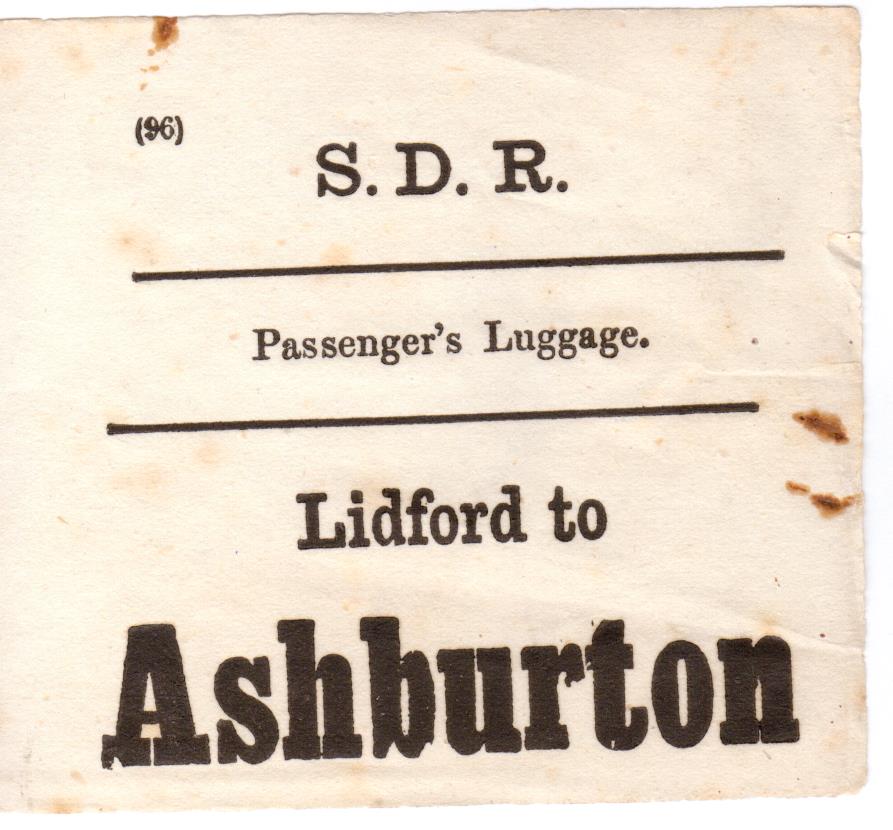 (96)
S. D. R.
Passenger's Luggage.
Lidford to
Ashburton